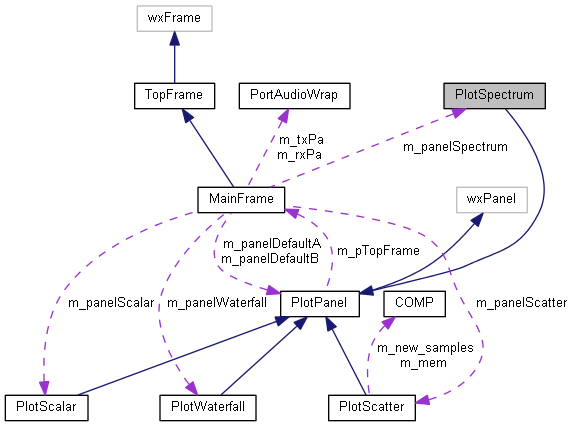 wxFrame
TopFrame
PortAudioWrap
PlotSpectrum
m_txPa
m_rxPa
m_panelSpectrum
MainFrame
wxPanel
m_panelDefaultA
m_panelDefaultB
m_pTopFrame
m_panelScalar
m_panelWaterfall
PlotPanel
COMP
m_panelScatter
m_new_samples
m_mem
PlotScalar
PlotWaterfall
PlotScatter